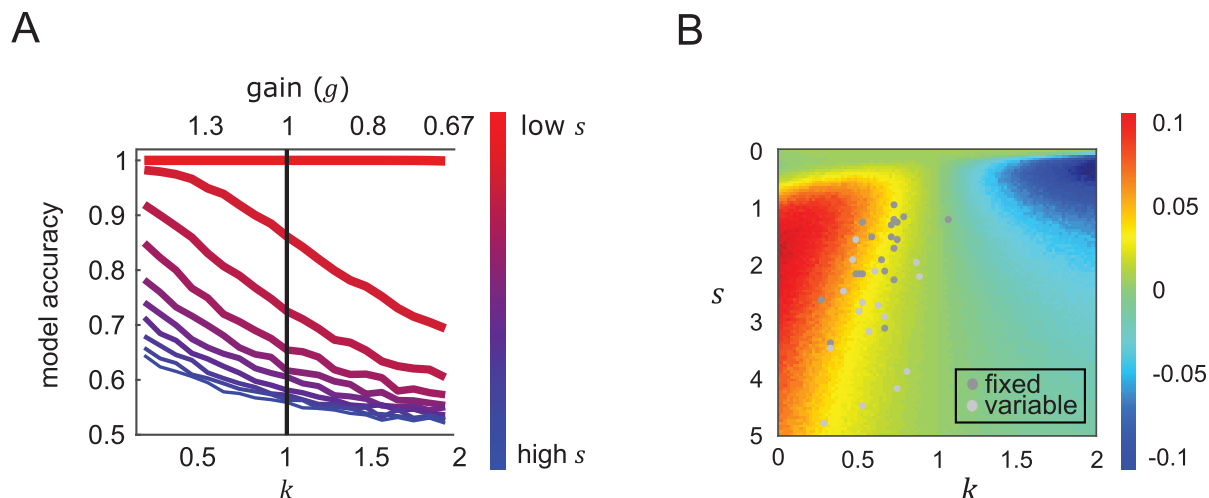 A
gain (g)
1.3 1 0.8 0.67
1
0.9
0.8
0.7
0.6
0.5
model accuracy
0.5 1 1.5 2
k
low s
high s
B
0
1
2
3
4
5
s
0 0.5 1 1.5 2
k
fixed
variable
0.1
0.05
0
-0.05
-0.1